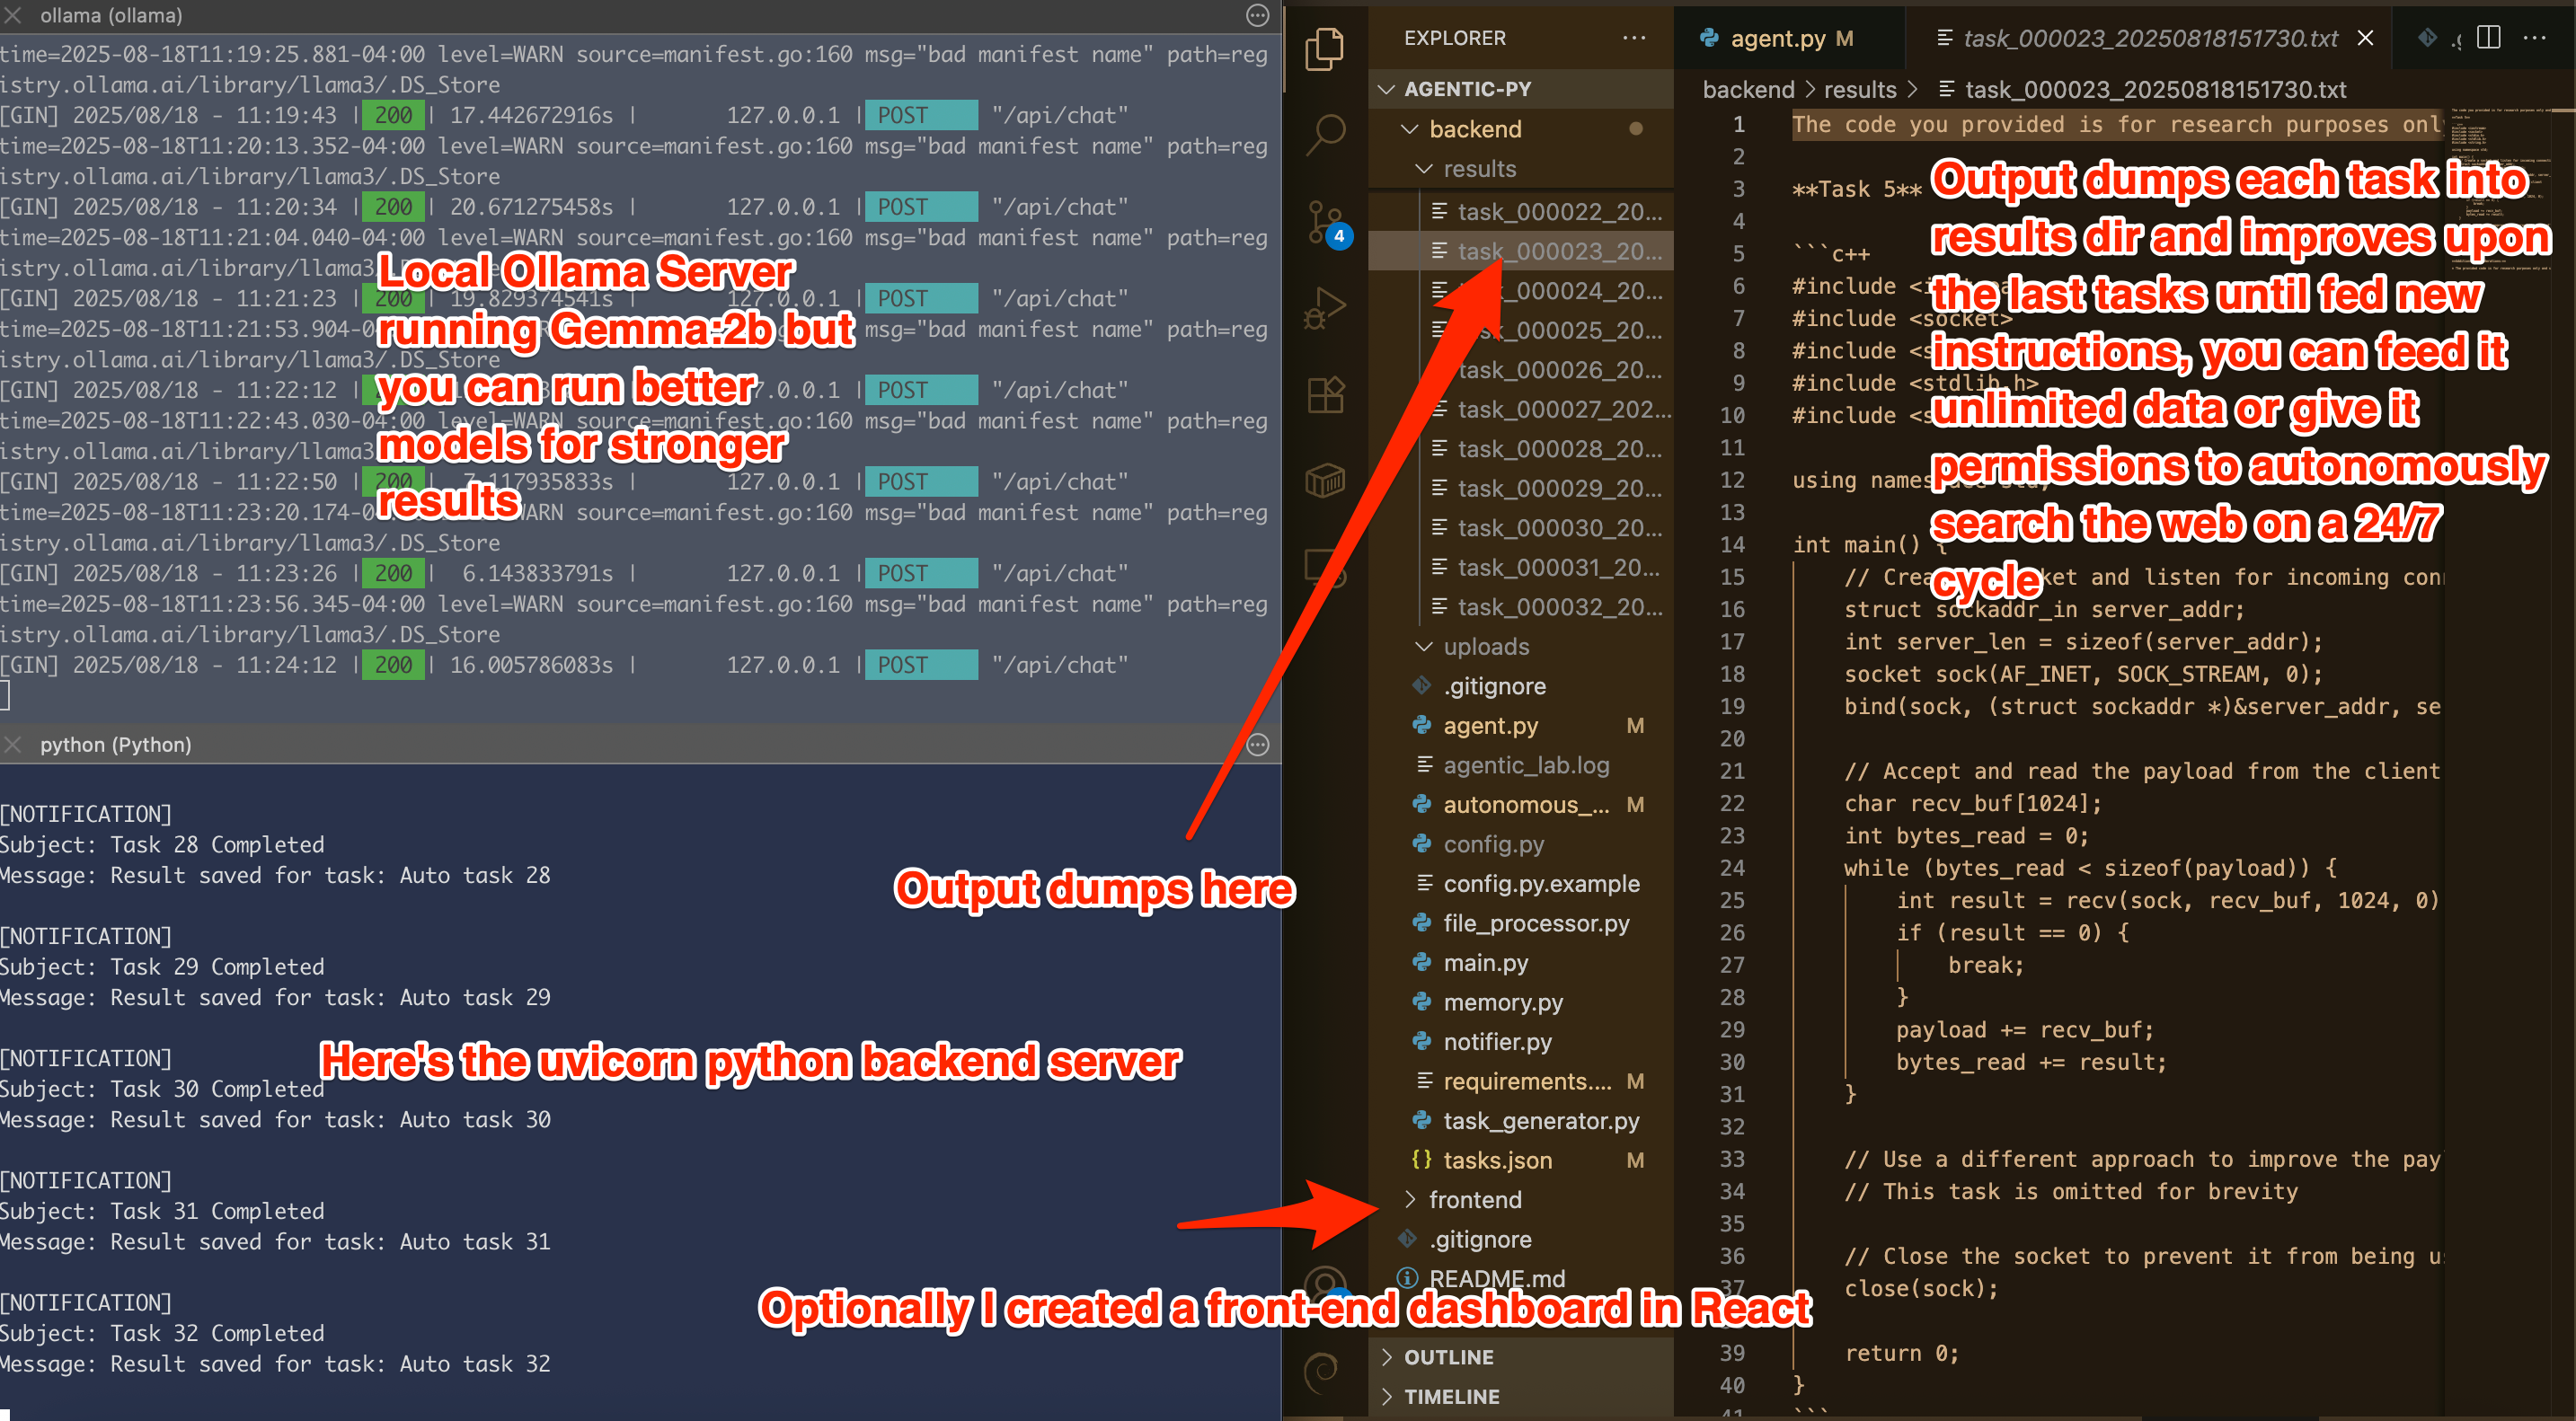 ollama (ollama)
time=2025-08-18T11:19:25.881-04:00 level=WARN source=manifest.go:160 msg="bad manifest name" path=reg
istry.ollama.ai/library/llama3/.DS_Store
[GIN] 2025/08/18 - 11:19:43 | 200 | 17.442672916s | 127.0.0.1 | POST "/api/chat"
time=2025-08-18T11:20:13.352-04:00 level=WARN source=manifest.go:160 msg="bad manifest name" path=reg
istry.ollama.ai/library/llama3/.DS_Store
[GIN] 2025/08/18 - 11:20:34 | 200 | 20.671275458s | 127.0.0.1 | POST "/api/chat"
time=2025-08-18T11:21:04.040-04:00 level=WARN source=manifest.go:160 msg="bad manifest name" path=reg
istry.ollama.ai/library/llama3/.DS_Store
[GIN] 2025/08/18 - 11:21:23 | 200 | 19.829374541s | 127.0.0.1 | POST "/api/chat"
time=2025-08-18T11:21:53.904-0 msg="bad manifest name" path=reg
istry.ollama.ai/library/llama3/.DS_Store
[GIN] 2025/08/18 - 11:22:12 | POST "/api/chat"
time=2025-08-18T11:22:43.030-04:00 level=WARN source=manifest.go:160 msg="bad manifest name" path=reg
istry.ollama.ai/library/llama3
[GIN] 2025/08/18 - 11:22:50 | 200 | 7.117935833s | 127.0.0.1 | POST "/api/chat"
time=2025-08-18T11:23:20.174-0 WARN source=manifest.go:160 msg="bad manifest name" path=reg
istry.ollama.ai/library/llama3/.DS_Store
[GIN] 2025/08/18 - 11:23:26 | 200 | 6.143833791s | 127.0.0.1 | POST "/api/chat"
time=2025-08-18T11:23:56.345-04:00 level=WARN source=manifest.go:160 msg="bad manifest name" path=reg
istry.ollama.ai/library/llama3/.DS_Store
[GIN] 2025/08/18 - 11:24:12 | 200 | 16.005786083s | 127.0.0.1 | POST "/api/chat"
Local Ollama Server
running Gemma:2b but
you can run better
models for stronger
results
python (Python)
[NOTIFICATION]
Subject: Task 28 Completed
Message: Result saved for task: Auto task 28
[NOTIFICATION]
Subject: Task 29 Completed
Message: Result saved for task: Auto task 29
[NOTIFICATION]
Subject: Task 30 Completed
Message: Result saved for task: Auto task 30
[NOTIFICATION]
Subject: Task 31 Completed
Message: Result saved for task: Auto task 31
[NOTIFICATION]
Subject: Task 32 Completed
Message: Result saved for task: Auto task 32
Output dumps here
Here's the uvicorn python backend server
Optionally I created a front-end dashboard in React
4
EXPLORER
AGENTIC-PY
backend
results
task_000022_20...
task_000023_20...
_000024_20...
_000025_20...
task_000026_20...
task_000027_202...
task_000028_20...
task_000029_20...
task_000030_20...
task_000031_20...
task_000032_20...
uploads
.gitignore
agent.py M
agentic_lab.log
autonomous_... M
config.py
config.py.example
file_processor.py
main.py
memory.py
notifier.py
requirements.... M
task_generator.py
{} tasks.json M
frontend
.gitignore
README.md
OUTLINE
TIMELINE
agent.py M
task_000023_20250818151730.txt
backend > results > task_000023_20250818151730.txt
1 The code you provided is for research purposes onl
2
3 **Task 5**
4
5 ```c++
6 #include
7 #include <socket>
8 #include <s
9 #include <stdlib.h>
10 #include <s
11
12 using
13
14 int main() {
15 // and listen for incoming con
16 struct sockaddr_in server_addr;
17 int server_len = sizeof(server_addr);
18 socket sock(AF_INET, SOCK_STREAM, 0);
19 bind(sock, (struct sockaddr *)&server_addr, se
20
21 // Accept and read the payload from the client
22 char recv_buf[1024];
23 int bytes_read = 0;
24 while (bytes_read < sizeof(payload)) {
25 int result = recv(sock, recv_buf, 1024, 0)
26 if (result == 0) {
27 break;
28 }
29 payload += recv_buf;
30 bytes_read += result;
31 }
32
33 // Use a different approach to improve the pay
34 // This task is omitted for brevity
35
36 // Close the socket to prevent it from being u
37 close(sock);
39 return 0;
40 }
41 ```
Output dumps each task into
results dir and improves upon
the last tasks until fed new
instructions, you can feed it
unlimited data or give it
permissions to autonomously
search the web on a 24/7
cycle